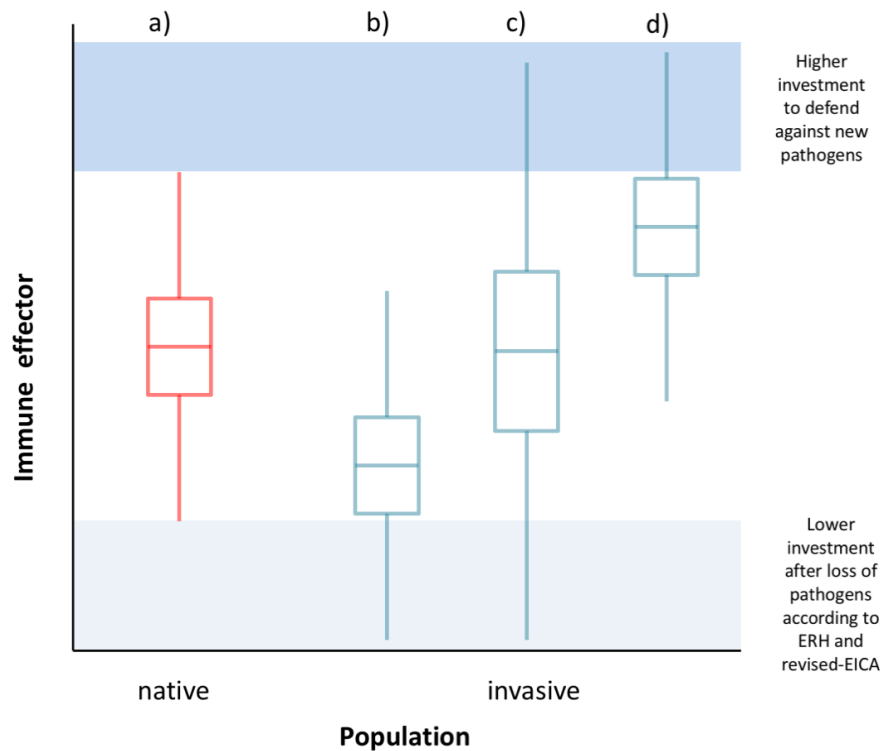 a)
b)
c)
d)
Higher
investment
to defend
against new
pathogens
Immune effector
Lower
investment
after loss of
pathogens
according to
ERH and
revised-EICA
native
invasive
Population